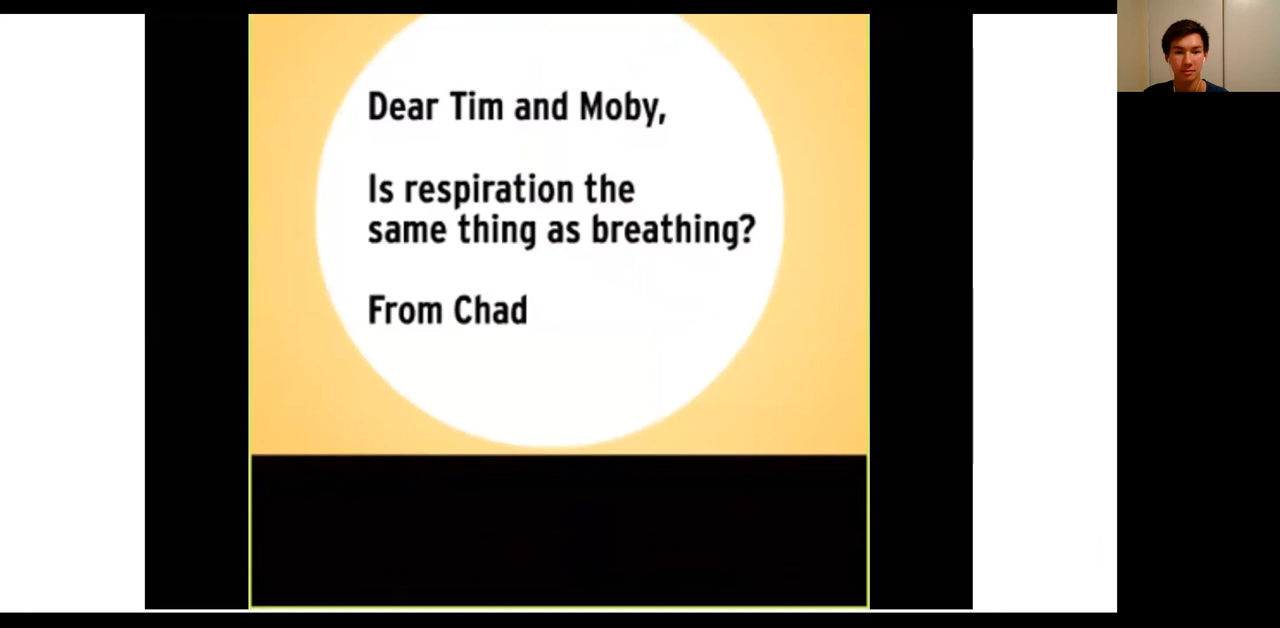 Dear Tim and Moby,
Is respiration the
same thing as breathing?
From Chad